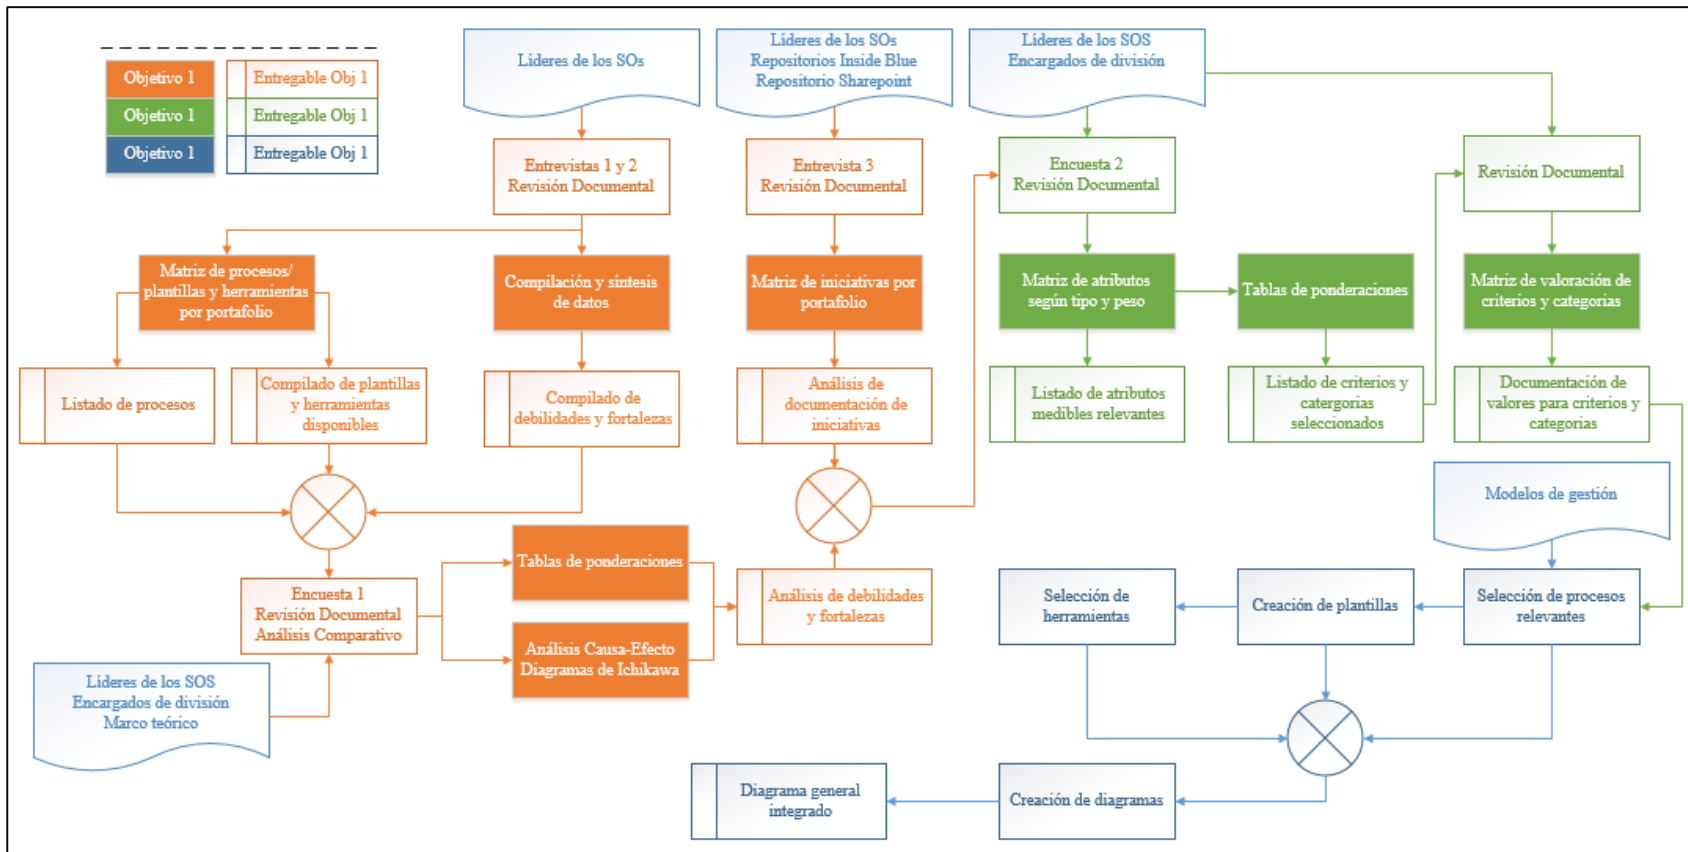 Objetivo 1
Entregable Obj 1
Objetivo 1
Entregable Obj 1
Objetivo 1
Entregable Obj 1
Líderes de los SOs
Líderes de los SOs
Repositorios Inside Blue
Repositorio Sharepoint
Líderes de los SOS
Encargados de división
Entrevistas 1 y 2
Revisión Documental
Entrevista 3
Revisión Documental
Encuesta 2
Revisión Documental
Revisión Documental
Matriz de procesos/
plantillas y herramientas
por portafolio
Compilación y síntesis
de datos
Matriz de iniciativas por
portafolio
Matriz de atributos
según tipo y peso
Tablas de ponderaciones
Matriz de valoración de
criterios y categorias
Listado de procesos
Compilado de plantillas
y herramientas
disponibles
Compilado de
debilidades y fortalezas
Análisis de
documentación de
iniciativas
Listado de atributos
medibles relevantes
Listado de criterios y
catergorias
seleccionados
Documentación de
valores para criterios y
categorias
Modelos de gestión
Tablas de ponderaciones
Encuesta 1
Revisión Documental
Análisis Comparativo
Análisis de debilidades
y fortalezas
Selección de
herramientas
Creación de plantillas
Selección de procesos
relevantes
Análisis Causa-Efecto
Diagramas de Ichikawa
Líderes de los SOS
Encargados de división
Marco teórico
Diagrama general
integrado
Creación de diagramas